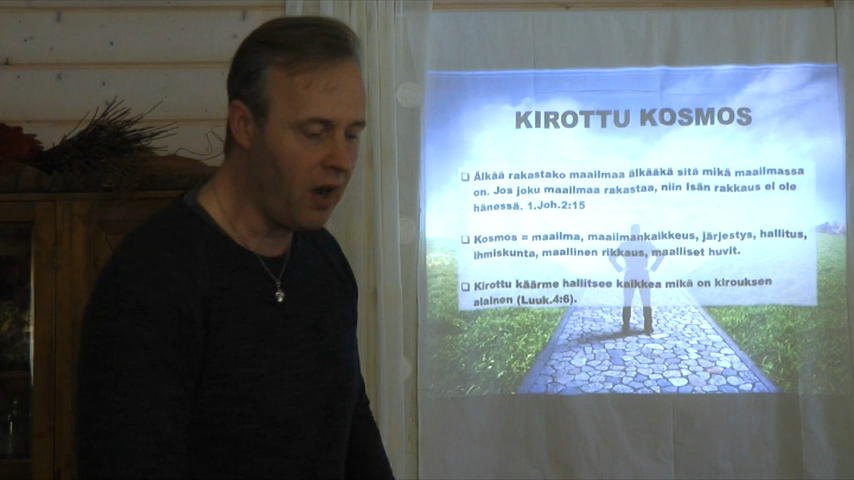 KIROTTU KOSMOS
❑ Älkää rakastako maailmaa älkääkä sitä mikä maailmassa
on. Jos joku maailmaa rakastaa, niin Isän rakkaus ei ole
hänessä. 1.Joh.2:15
❑ Kosmos = maailma, maailmankaikkeus, järjestys, hallitus,
ihmiskunta, maallinen rikkaus, maalliset huvit.
❑ Kirottu käärme hallitsee kaikkea mikä on kirouksen
alainen (Luuk.4:6).